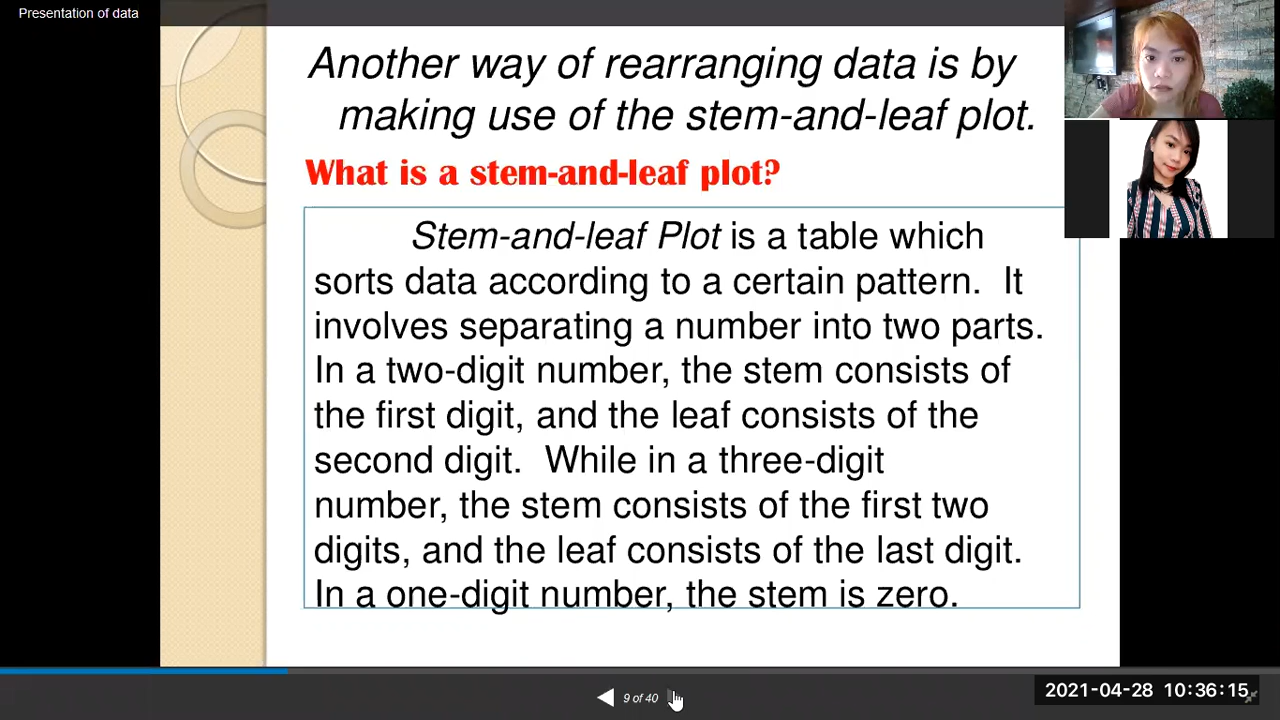 Presentation of data
Another way of rearranging data is by
making use of the stem-and-leaf plot.
What is a stem-and-leaf plot?
Stem-and-leaf Plot is a table which
sorts data according to a certain pattern. It
involves separating a number into two parts.
In a two-digit number, the stem consists of
the first digit, and the leaf consists of the
second digit. While in a three-digit
number, the stem consists of the first two
digits, and the leaf consists of the last digit.
In a one-digit number, the stem is zero.
9 of 40
2021-04-28 10:36:15